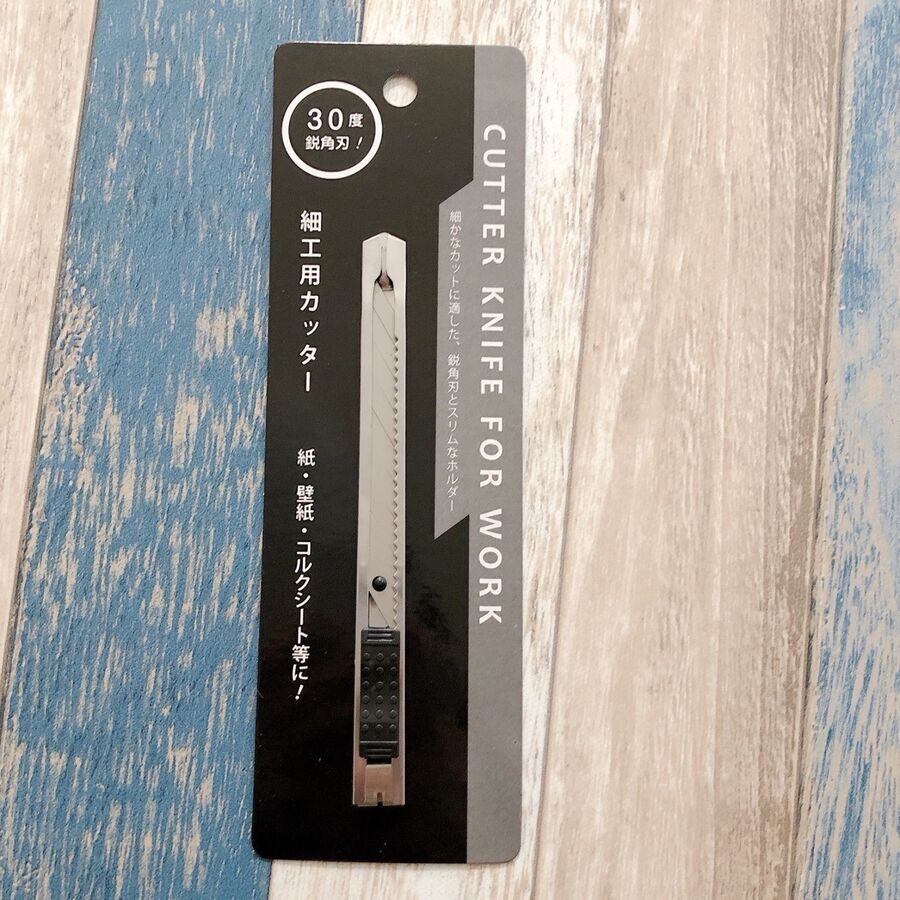 30度
鋭角刃!
細工用カッター
紙・壁紙・コルクシート等に!
CUTTER KNIFE FOR WORK
細かなカットに適した、鋭角刃とスリムなホルダー